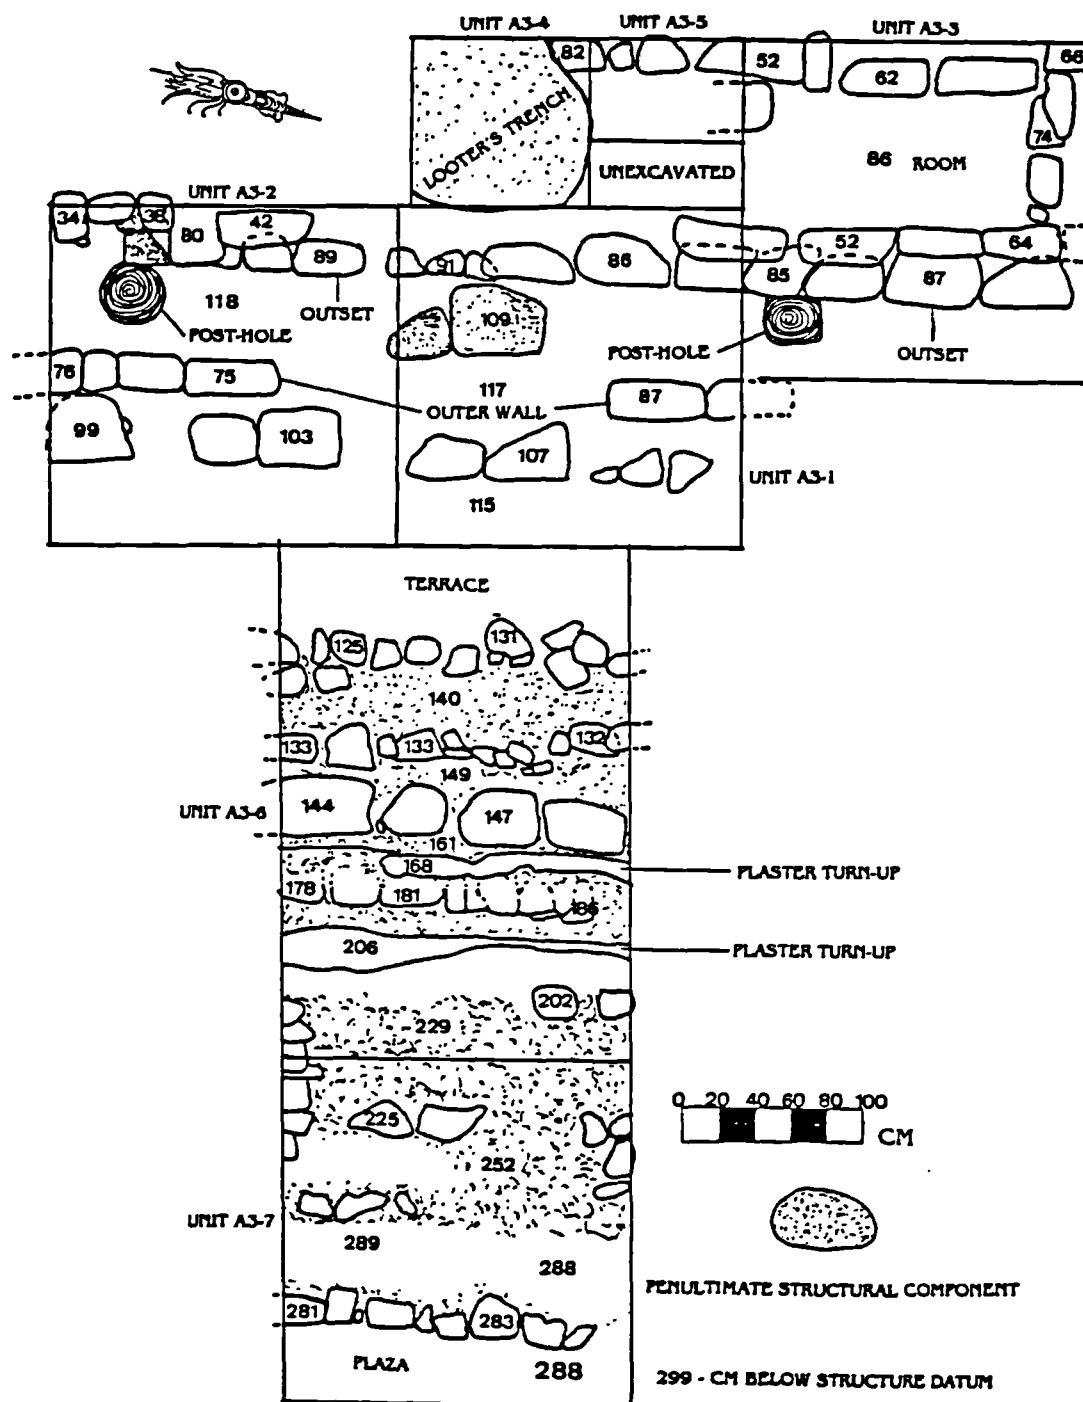 UNIT A3-4
UNIT A3-5
UNIT A3-3
82
52
62
66
LOOTER'S TRENCH
74
UNEXCAVATED
86 ROOM
UNIT A3-2
34
38
42
80
89
91
86
52
64
85
87
118
OUTSET
109
POST-HOLE
POST-HOLE
OUTSET
76
75
117
OUTER WALL
87
99
103
107
UNIT A3-1
115
TERRACE
125
131
140
133
133
132
149
144
147
UNIT A3-6
161
168
PLASTER TURN-UP
178
181
186
206
PLASTER TURN-UP
202
229
0 20 40 60 80 100
CM
225
252
UNIT A3-7
289
288
PENULTIMATE STRUCTURAL COMPONENT
281
283
PLAZA
288
299 - CM BELOW STRUCTURE DATUM